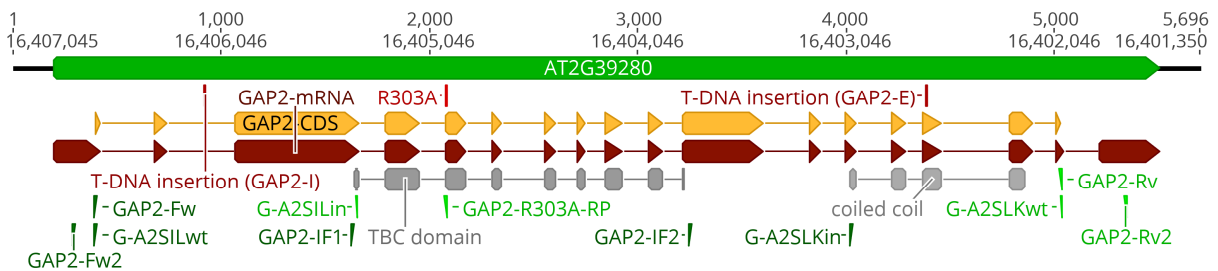 1 1,000 2,000 3,000 4,000 5,000 5,696
16,407,045 16,406,046 16,405,046 16,404,046 16,403,046 16,402,046 16,401,350
AT2G39280
GAP2-mRNA R303A T-DNA insertion (GAP2-E)
GAP2-CDS
T-DNA insertion (GAP2-I) GAP2-Rv
GAP2-Fw G-A2SILin GAP2-R303A-RP coiled coil G-A2SLKwt
G-A2SILwt GAP2-IF1 TBC domain GAP2-IF2 G-A2SLKin GAP2-Rv2
GAP2-Fw2